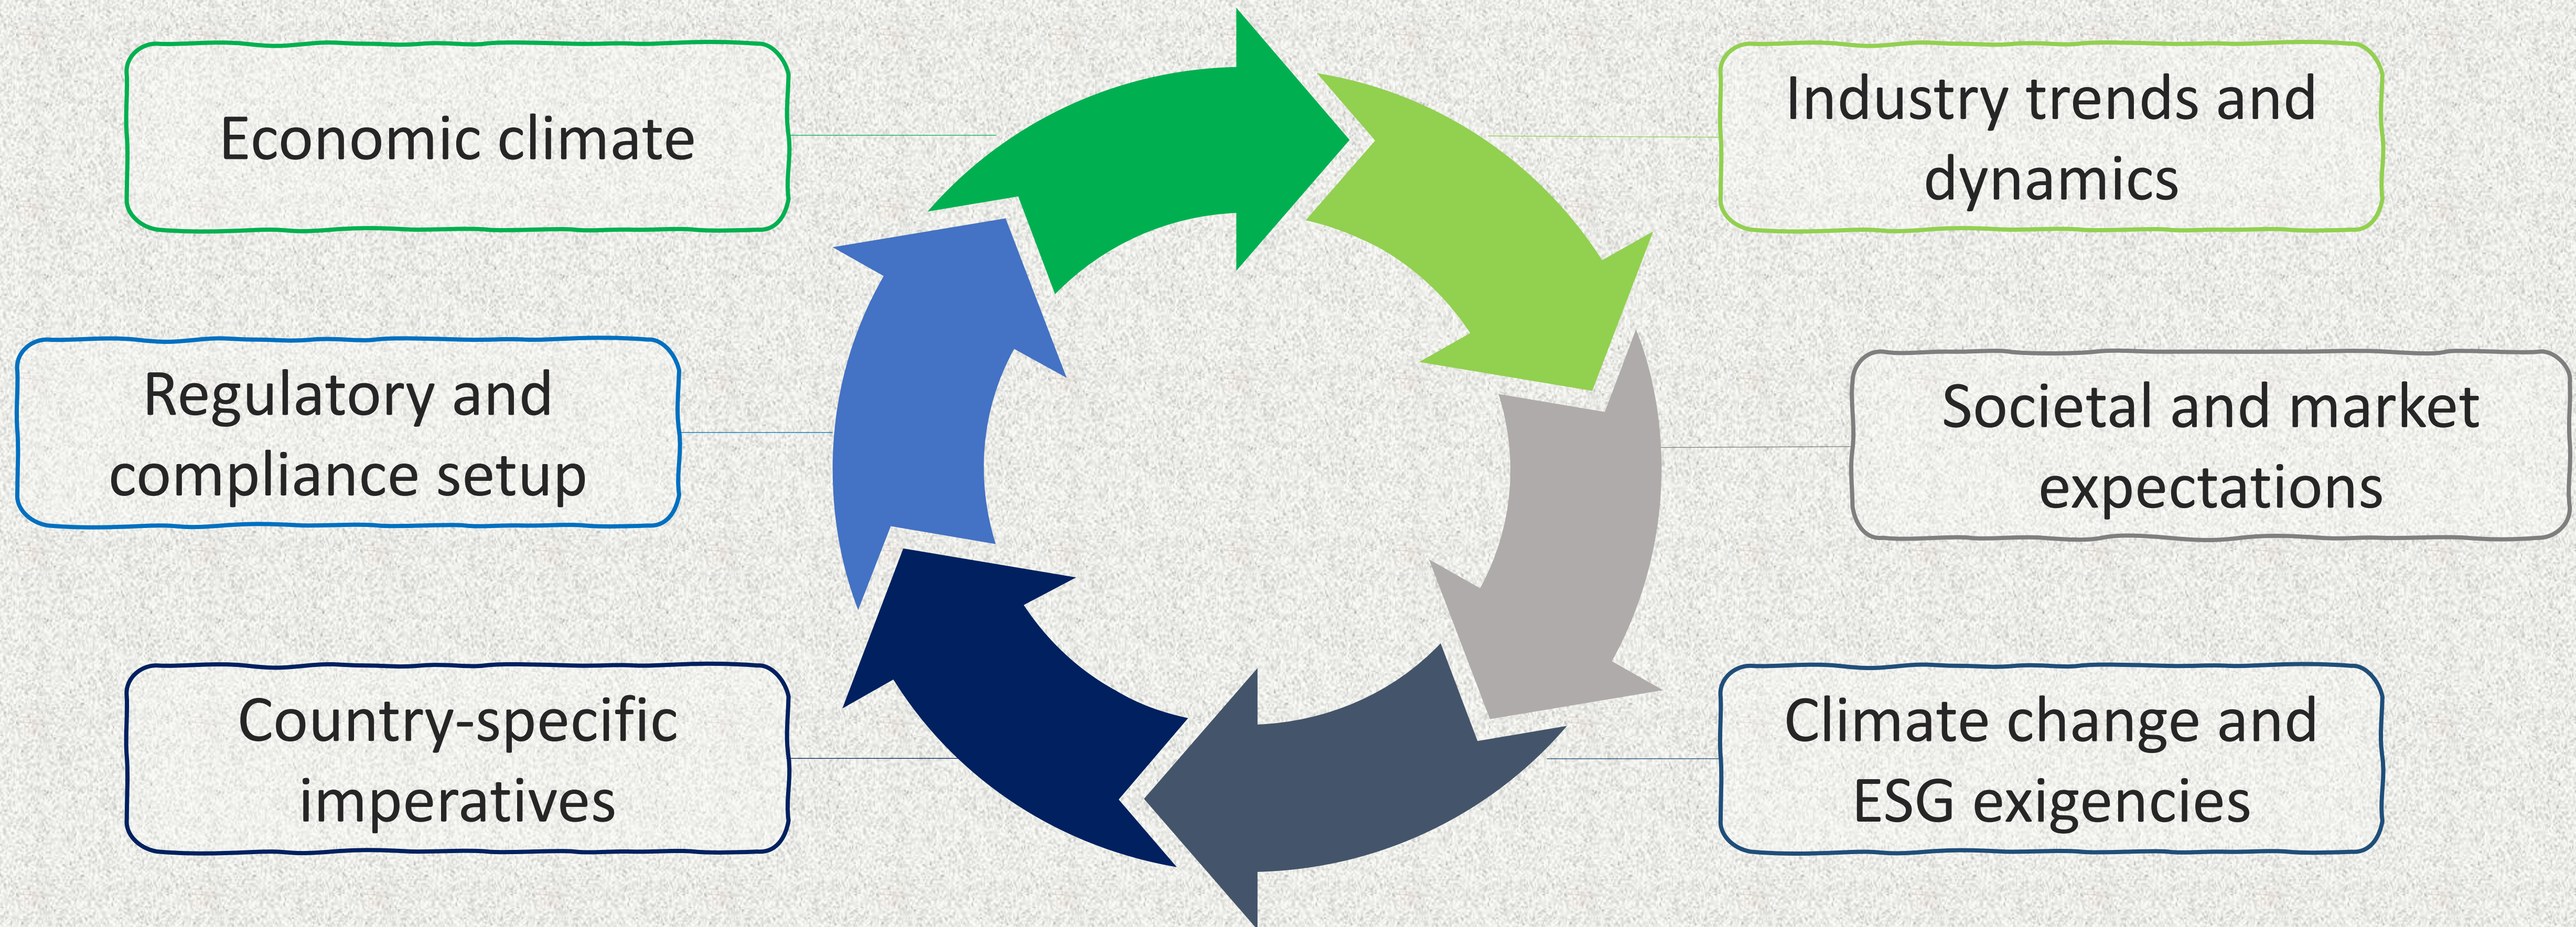 Economic climate
Industry trends and
dynamics
Regulatory and
compliance setup
Societal and market
expectations
Country-specific
imperatives
Climate change and
ESG exigencies